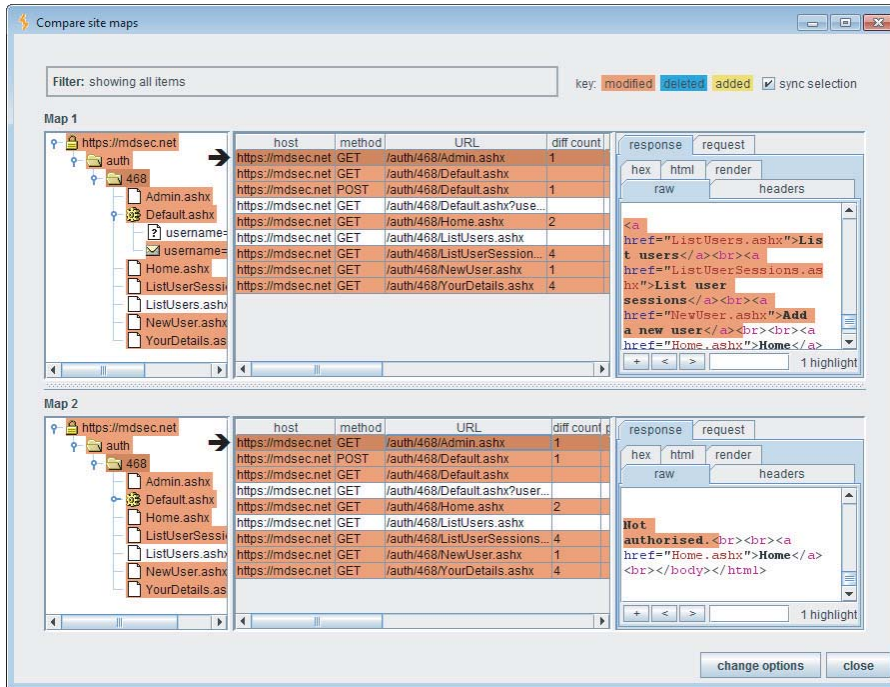 Compare site maps
Filter: showing all items
key: modified deleted added sync selection
Map 1
https://mdsec.net
auth
468
Admin.ashx
Default.ashx
username=
username=
Home.ashx
ListUserSessi
ListUsers.ashx
NewUser.ashx
YourDetails.as
host method URL diff count
https://mdsec.net GET /auth/468/Admin.ashx 1
https://mdsec.net GET /auth/468/Default.ashx
https://mdsec.net POST /auth/468/Default.ashx 1
https://mdsec.net GET /auth/468/Default.ashx?use...
https://mdsec.net GET /auth/468/Home.ashx 2
https://mdsec.net GET /auth/468/ListUsers.ashx
https://mdsec.net GET /auth/468/ListUserSession... 4
https://mdsec.net GET /auth/468/NewUser.ashx 1
https://mdsec.net GET /auth/468/YourDetails.ashx 4
response request
hex html render
raw headers
<a
href="ListUsers.ashx">Lis
t users</a><br><a
href="ListUserSessions.as
hx">List user
sessions</a><br><a
href="NewUser.ashx">Add
a new user</a><br><br><a
href="Home.ashx">Home</a>
+ < > 1 highlight
Map 2
https://mdsec.net
auth
468
Admin.ashx
Default.ashx
Home.ashx
ListUserSessi
ListUsers.ashx
NewUser.ashx
YourDetails.as
host method URL diff count p
https://mdsec.net GET /auth/468/Admin.ashx 1
https://mdsec.net POST /auth/468/Default.ashx 1
https://mdsec.net GET /auth/468/Default.ashx
https://mdsec.net GET /auth/468/Default.ashx?user...
https://mdsec.net GET /auth/468/Home.ashx 2
https://mdsec.net GET /auth/468/ListUsers.ashx
https://mdsec.net GET /auth/468/ListUserSessions... 4
https://mdsec.net GET /auth/468/NewUser.ashx 1
https://mdsec.net GET /auth/468/YourDetails.ashx 4
response request
hex html render
raw headers
Not
authorised.<br><br><a
href="Home.ashx">Home</a>
<br></body></html>
+ < > 1 highlight
change options close